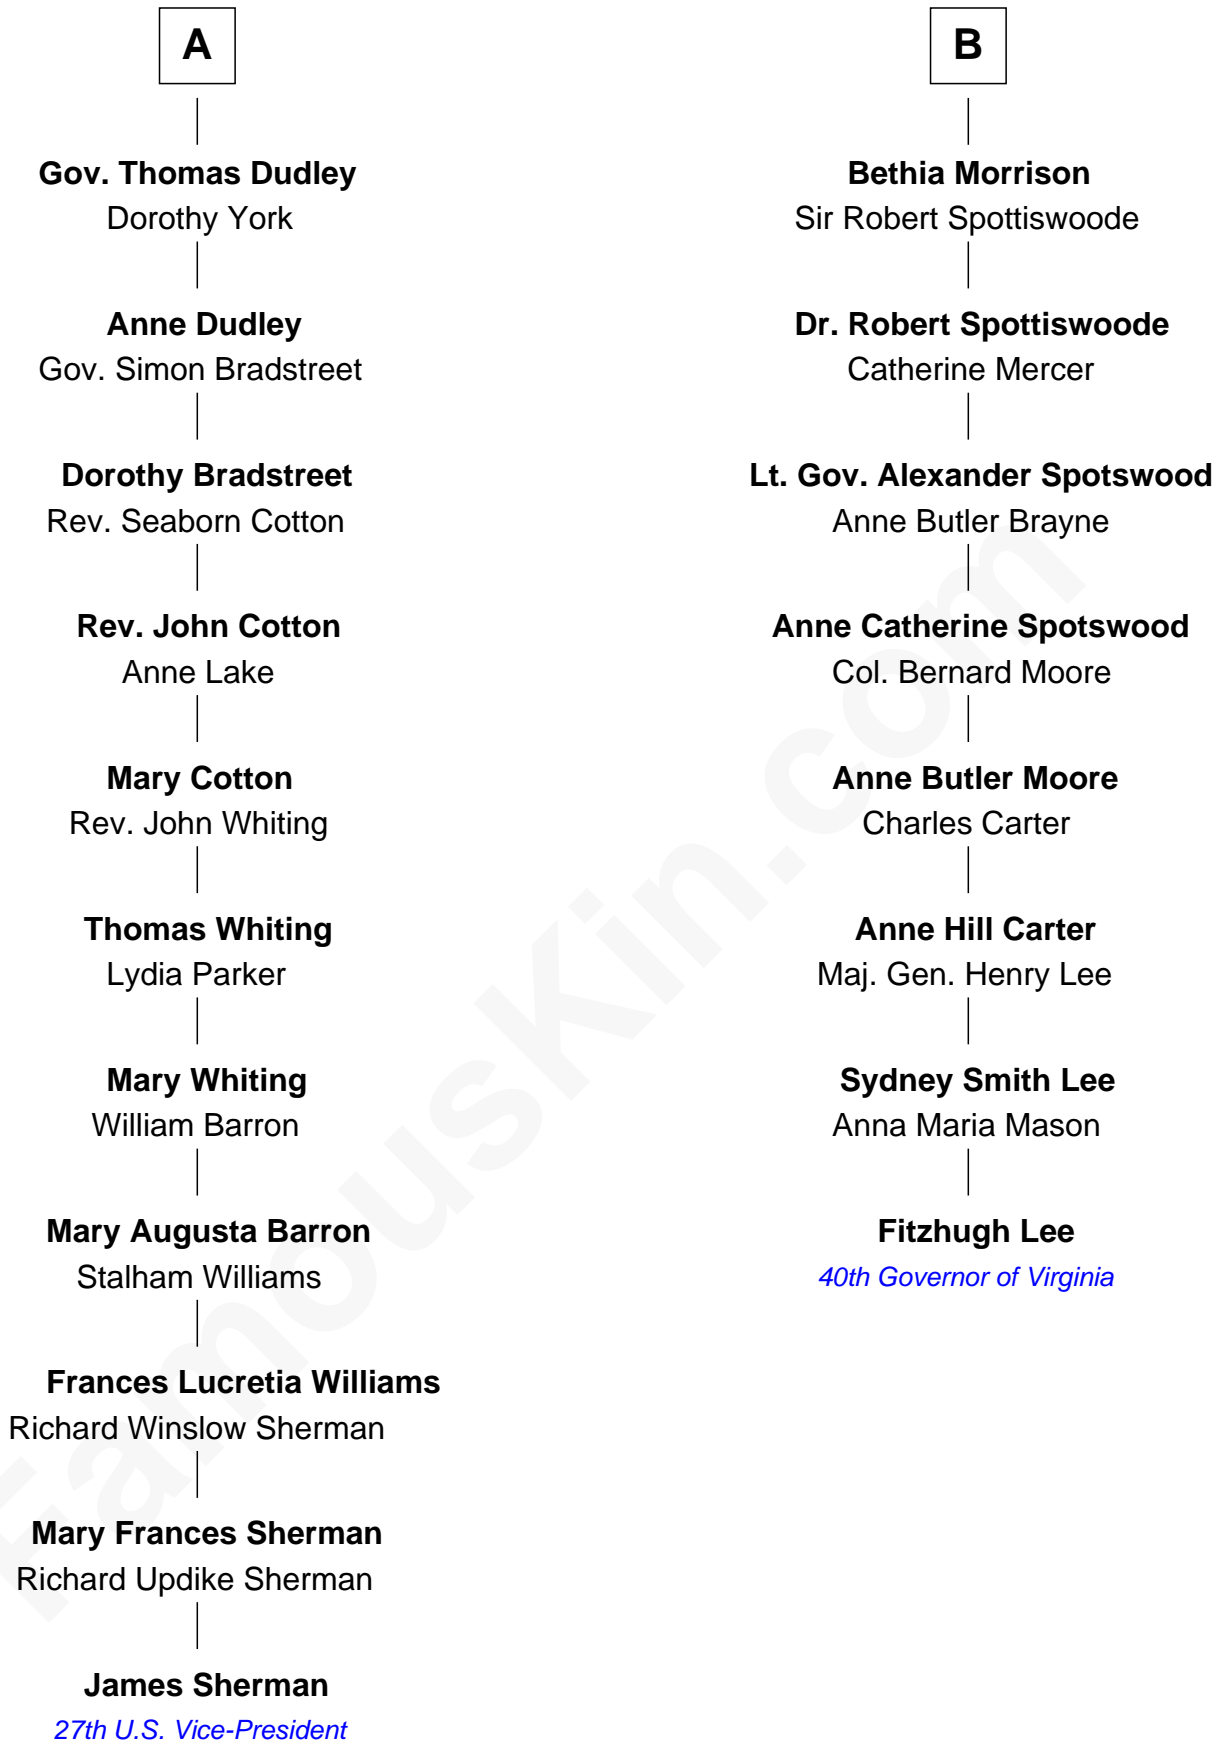 A
Gov. Thomas Dudley
Dorothy York
Anne Dudley
Gov. Simon Bradstreet
Dorothy Bradstreet
Rev. Seaborn Cotton
Rev. John Cotton
Anne Lake
Mary Cotton
Rev. John Whiting
Thomas Whiting
Lydia Parker
Mary Whiting
William Barron
Mary Augusta Barron
Stalham Williams
Frances Lucretia Williams
Richard Winslow Sherman
Mary Frances Sherman
Richard Updike Sherman
James Sherman
27th U.S. Vice-President
B
Bethia Morrison
Sir Robert Spottiswoode
Dr. Robert Spottiswoode
Catherine Mercer
Lt. Gov. Alexander Spotswood
Anne Butler Brayne
Anne Catherine Spotswood
Col. Bernard Moore
Anne Butler Moore
Charles Carter
Anne Hill Carter
Maj. Gen. Henry Lee
Sydney Smith Lee
Anna Maria Mason
Fitzhugh Lee
40th Governor of Virginia
FamousKin.com